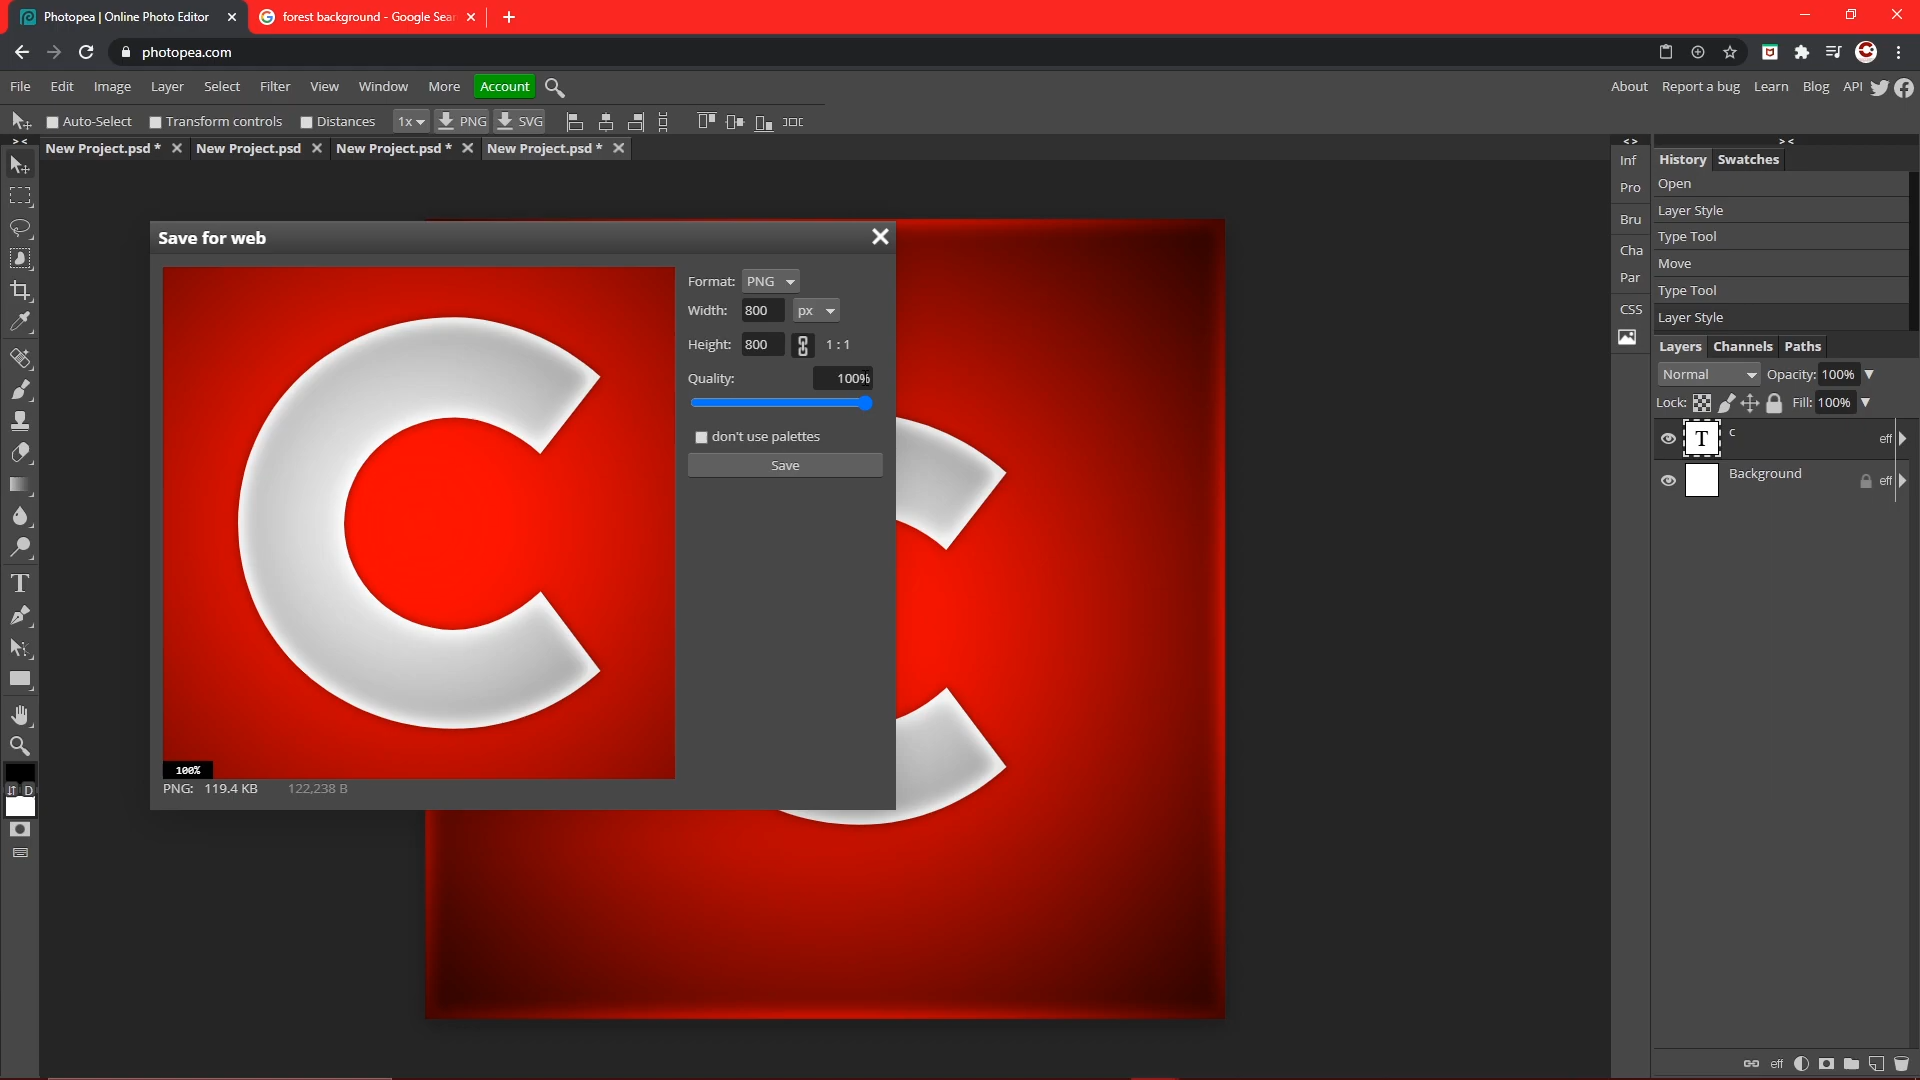 Photopea | Online Photo Editor
forest background - Google Sear
photopea.com
File Edit Image Layer Select Filter View Window More Account
About Report a bug Learn Blog API
Auto-Select Transform controls Distances 1x PNG SVG
New Project.psd * New Project.psd New Project.psd * New Project.psd *
Save for web
Format: PNG
Width: 800 px
Height: 800 1 : 1
Quality: 100%
don't use palettes
Save
C
100%
PNG: 119.4 KB 122,238 B
T
D
Inf
Pro
Bru
Cha
Par
CSS
History Swatches
Open
Layer Style
Type Tool
Move
Type Tool
Layer Style
Layers Channels Paths
Normal Opacity: 100%
Lock: Fill: 100%
T c eff
Background eff
eff